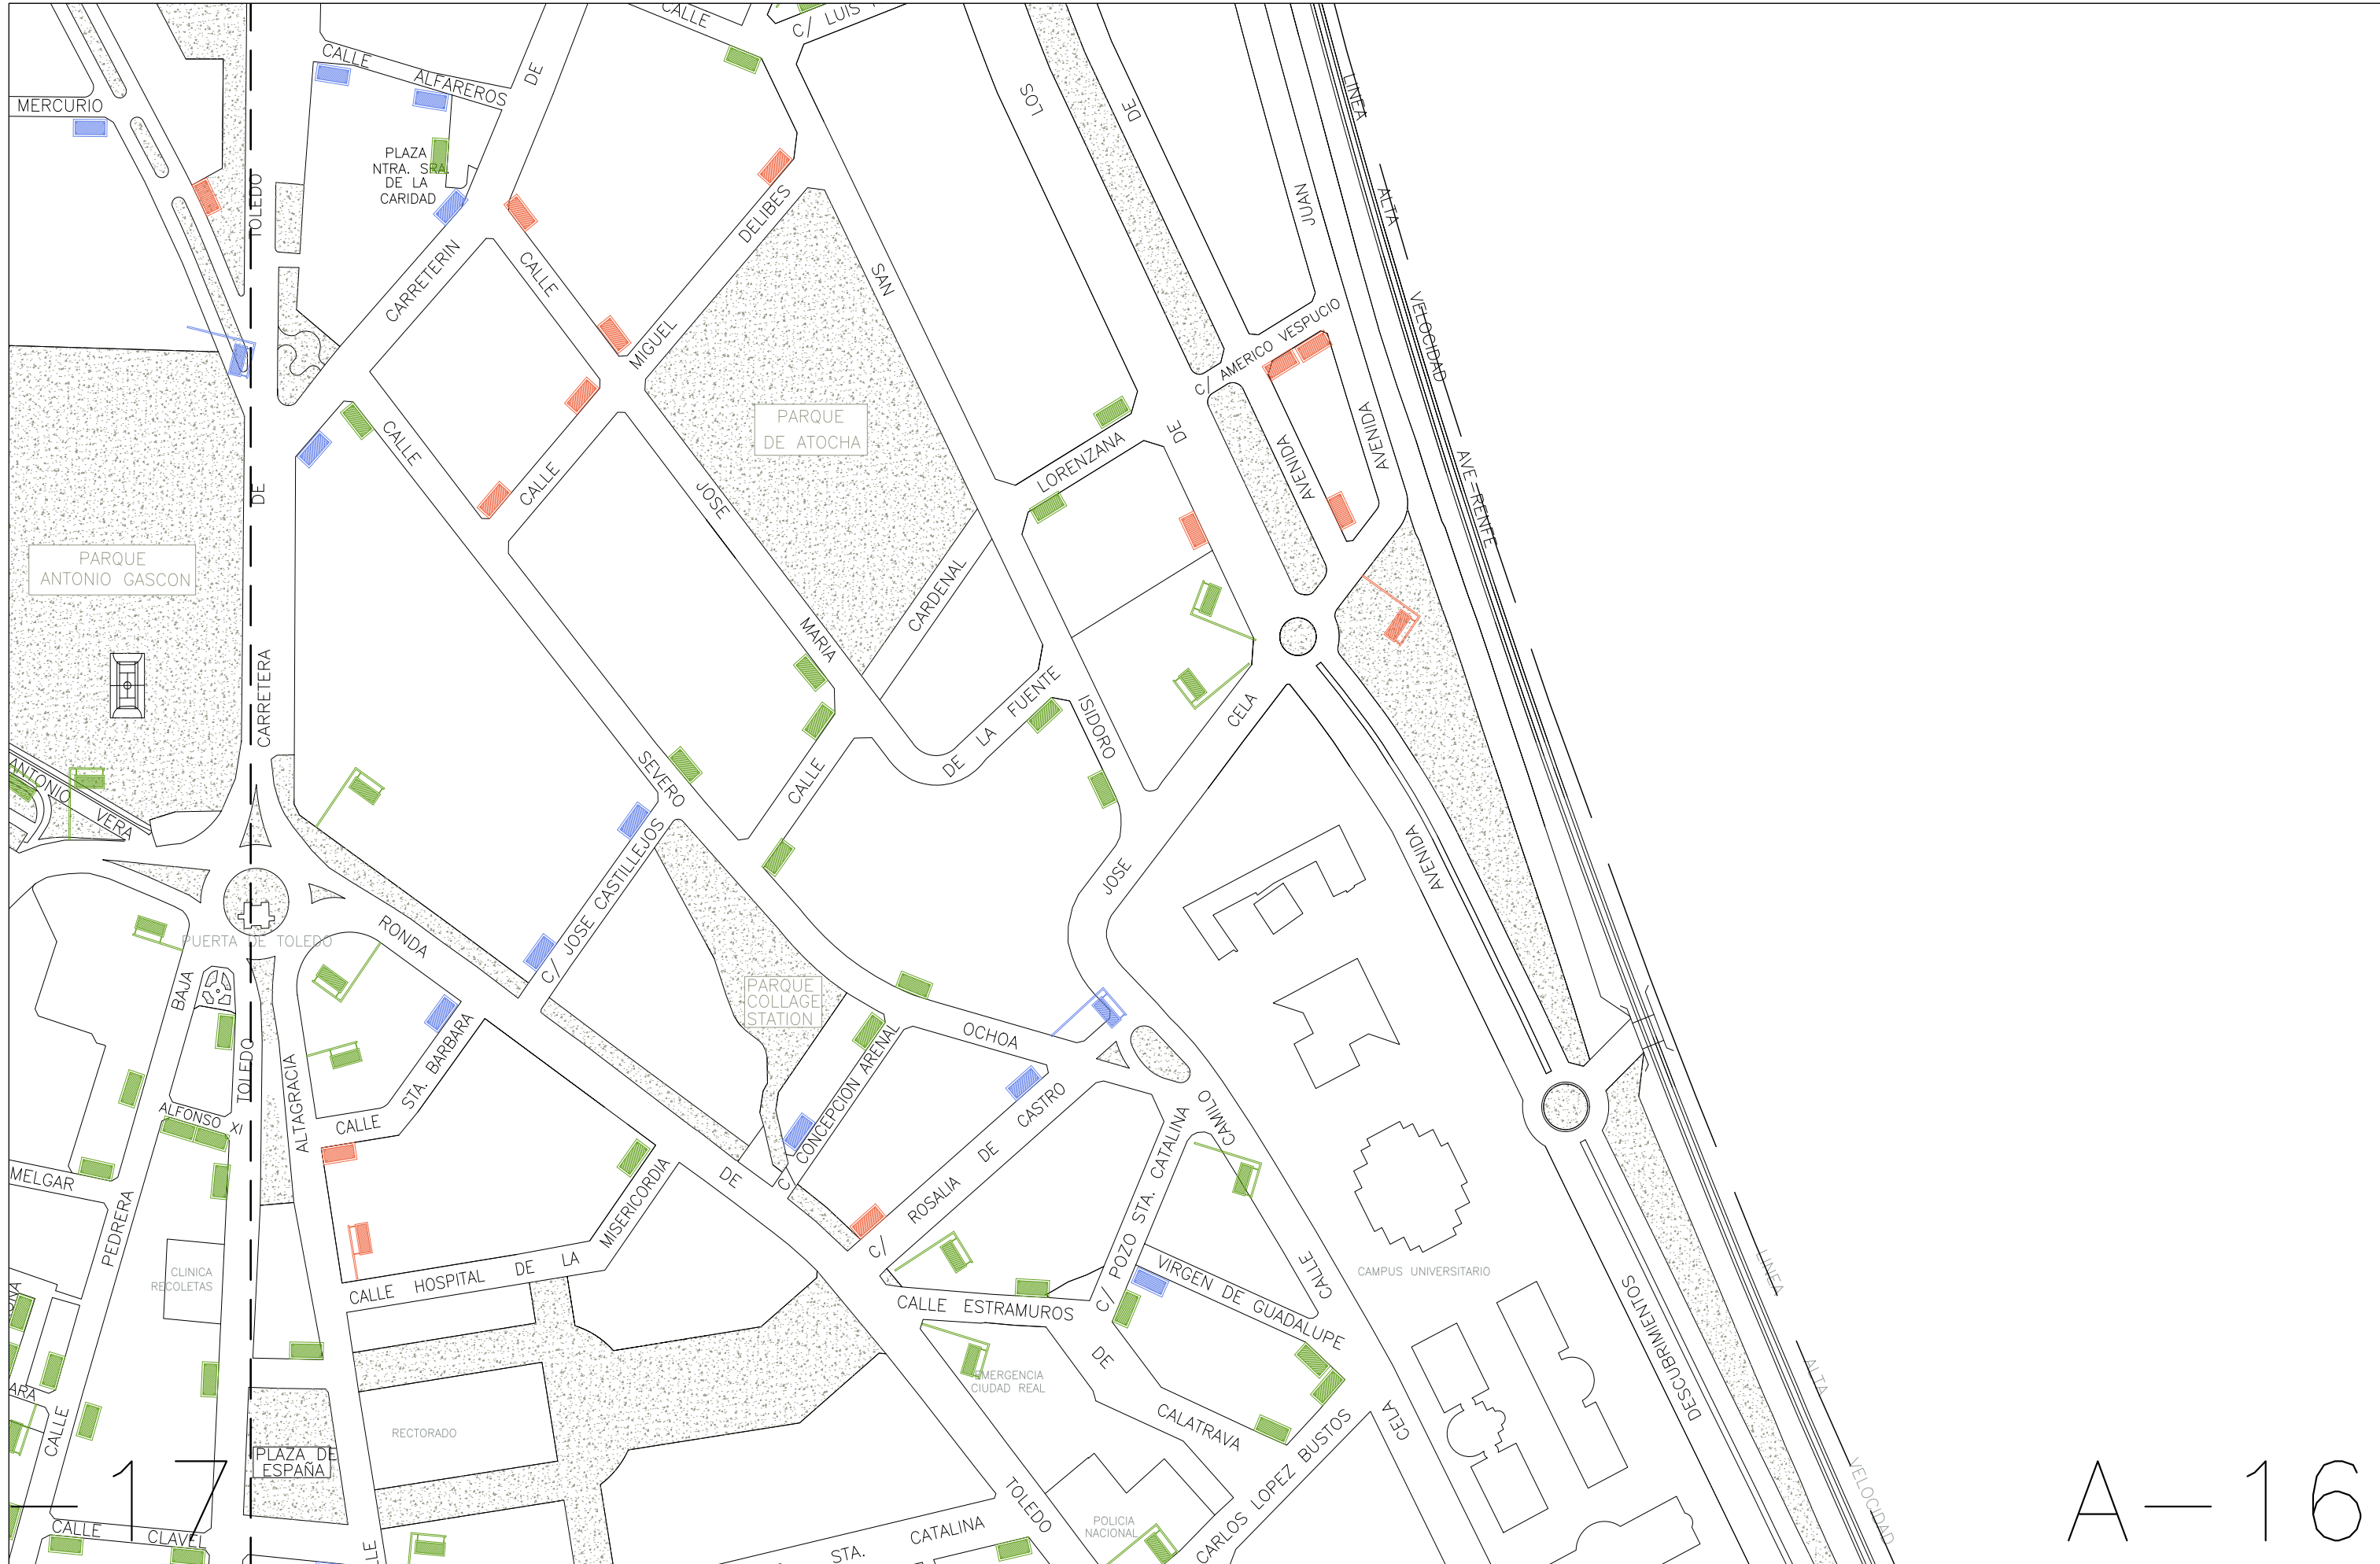 CALLE
C/ LUIS
CALLE
ALFAREROS
DE
MERCURIO
PLAZA
NTRA. SRA.
DE LA
CARIDAD
LOS
DE
LINEA
ALTA
VELOCIDAD
AVE-RENFE
JUAN
TOLEDO
DE
CARRETERA
CARRETERIN
CALLE
MIGUEL
DELIBES
SAN
C/ AMERICO VESPUCIO
AVENIDA
AVENIDA
PARQUE
DE ATOCHA
CALLE
CALLE
JOSE
MARIA
LORENZANA
DE
CARDENAL
PARQUE
ANTONIO GASCON
DE LA FUENTE
ISIDORO
CELA
JOSE
SEVERO
CALLE
ANTONIO
VERA
C/ JOSE CASTILLEJOS
AVENIDA
RONDA
PUERTA DE TOLEDO
BAJA
PARQUE
COLLAGE
STATION
OCHOA
C/ CONCEPCION ARENAL
STA. BARBARA
CALLE
TOLEDO
ALTAGRACIA
ALFONSO XI
C/ ROSALIA DE CASTRO
CAMILO
C/ POZO STA. CATALINA
MELGAR
PEDRERA
DE
MISERICORDIA
CALLE HOSPITAL DE LA
CLINICA
RECOLETAS
CALLE ESTRAMUROS
VIRGEN DE GUADALUPE
CALLE
CAMPUS UNIVERSITARIO
DESCUBRIMIENTOS
LINEA
ALTA
VELOCIDAD
EMERGENCIA
CIUDAD REAL
DE
CALATRAVA
CELA
ARA
CALLE
RECTORADO
PLAZA DE
ESPAÑA
-17
CALLE CLAVEL
TOLEDO
POLICIA
NACIONAL
CARLOS LOPEZ BUSTOS
STA. CATALINA
A-16